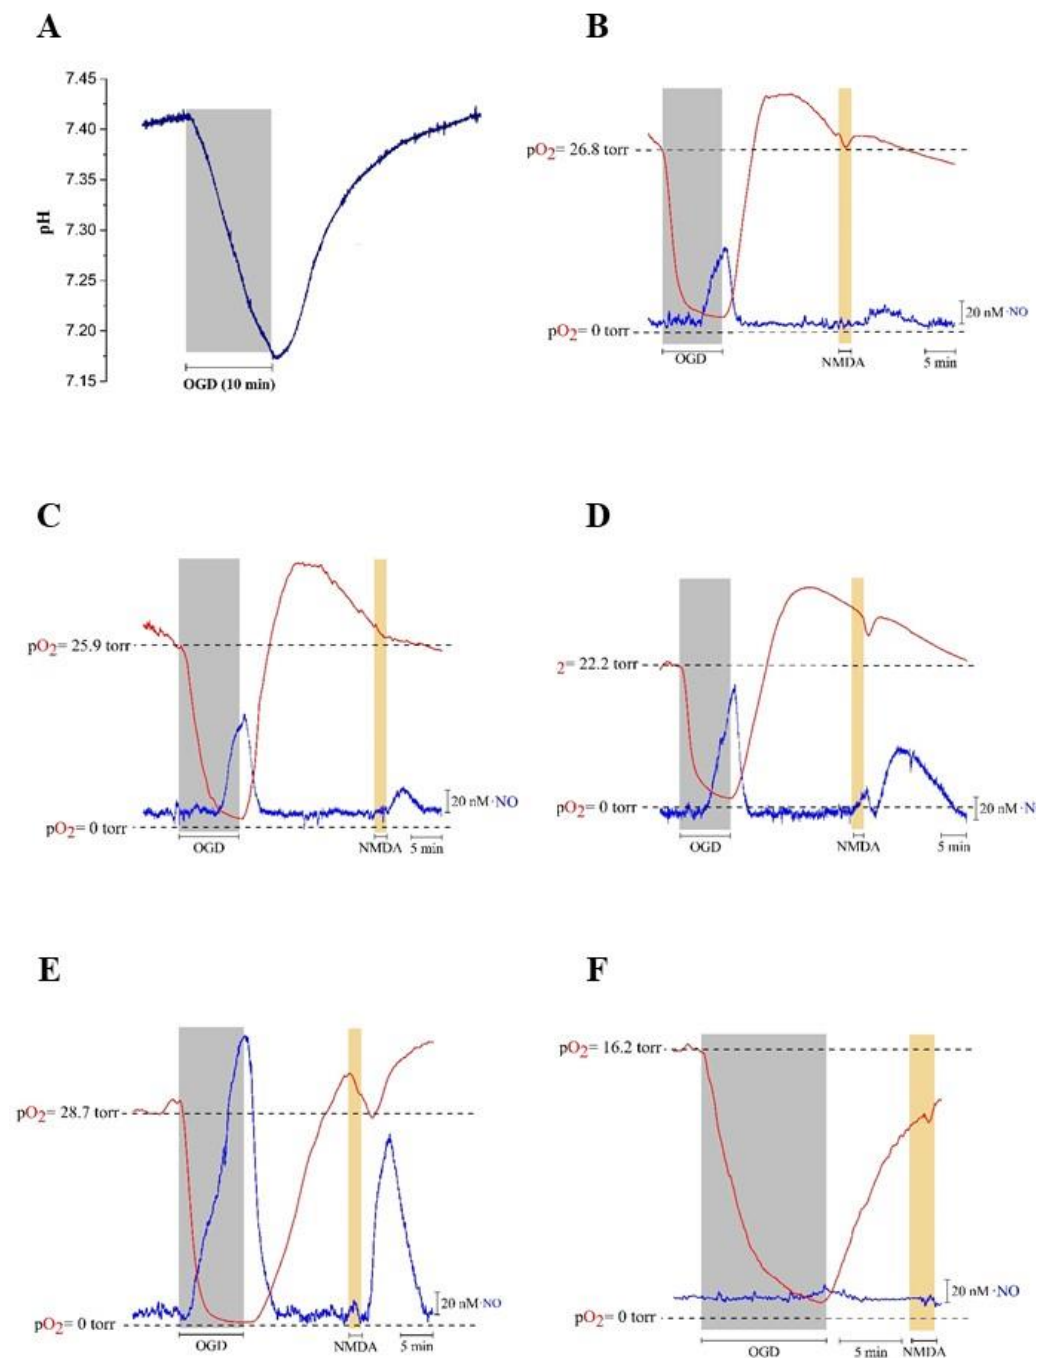 A
pH
7.45
7.40
7.35
7.30
7.25
7.20
7.15
OGD (10 min)
B
pO2= 26.8 torr
pO2= 0 torr
20 nM ·NO
OGD
NMDA
5 min
C
pO2= 25.9 torr
pO2= 0 torr
20 nM ·NO
OGD
NMDA
5 min
D
2= 22.2 torr
pO2= 0 torr
20 nM ·N
OGD
NMDA
5 min
E
pO2= 28.7 torr
pO2= 0 torr
20 nM ·NO
OGD
NMDA
5 min
F
pO2= 16.2 torr
pO2= 0 torr
20 nM ·NO
OGD
5 min
NMDA